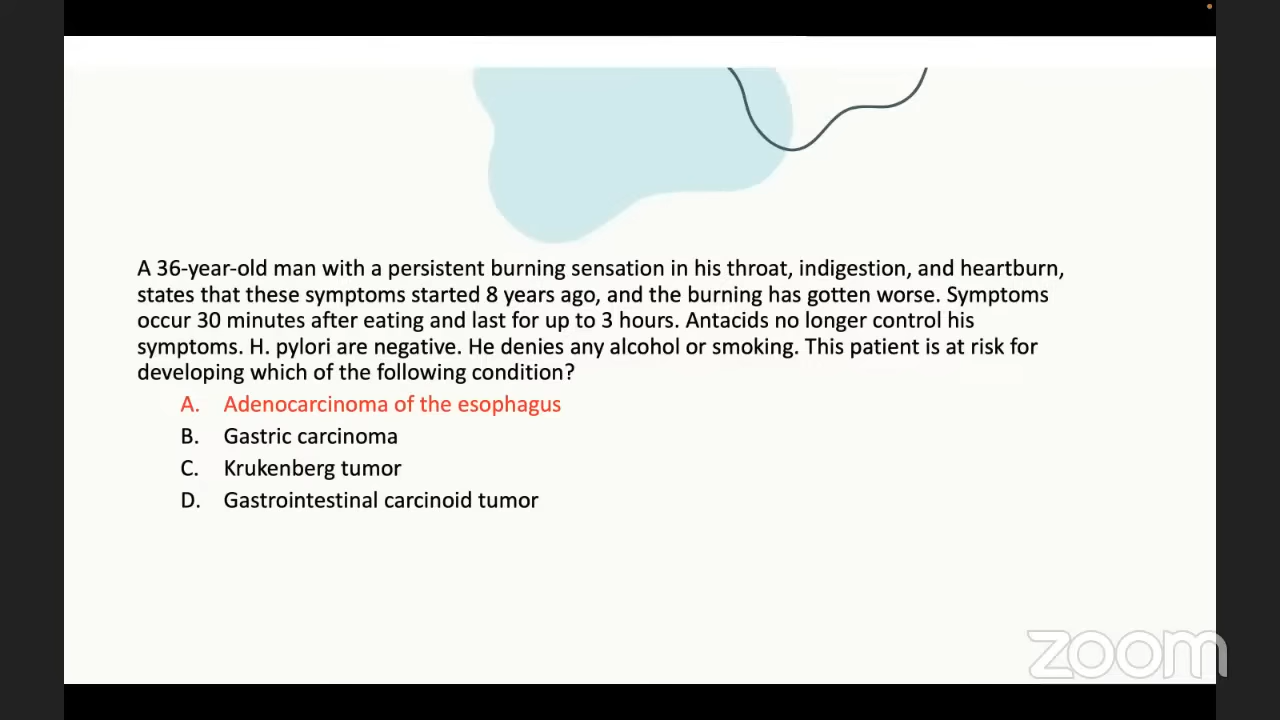 A 36-year-old man with a persistent burning sensation in his throat, indigestion, and heartburn,
states that these symptoms started 8 years ago, and the burning has gotten worse. Symptoms
occur 30 minutes after eating and last for up to 3 hours. Antacids no longer control his
symptoms. H. pylori are negative. He denies any alcohol or smoking. This patient is at risk for
developing which of the following condition?
A. Adenocarcinoma of the esophagus
B. Gastric carcinoma
C. Krukenberg tumor
D. Gastrointestinal carcinoid tumor
zoom